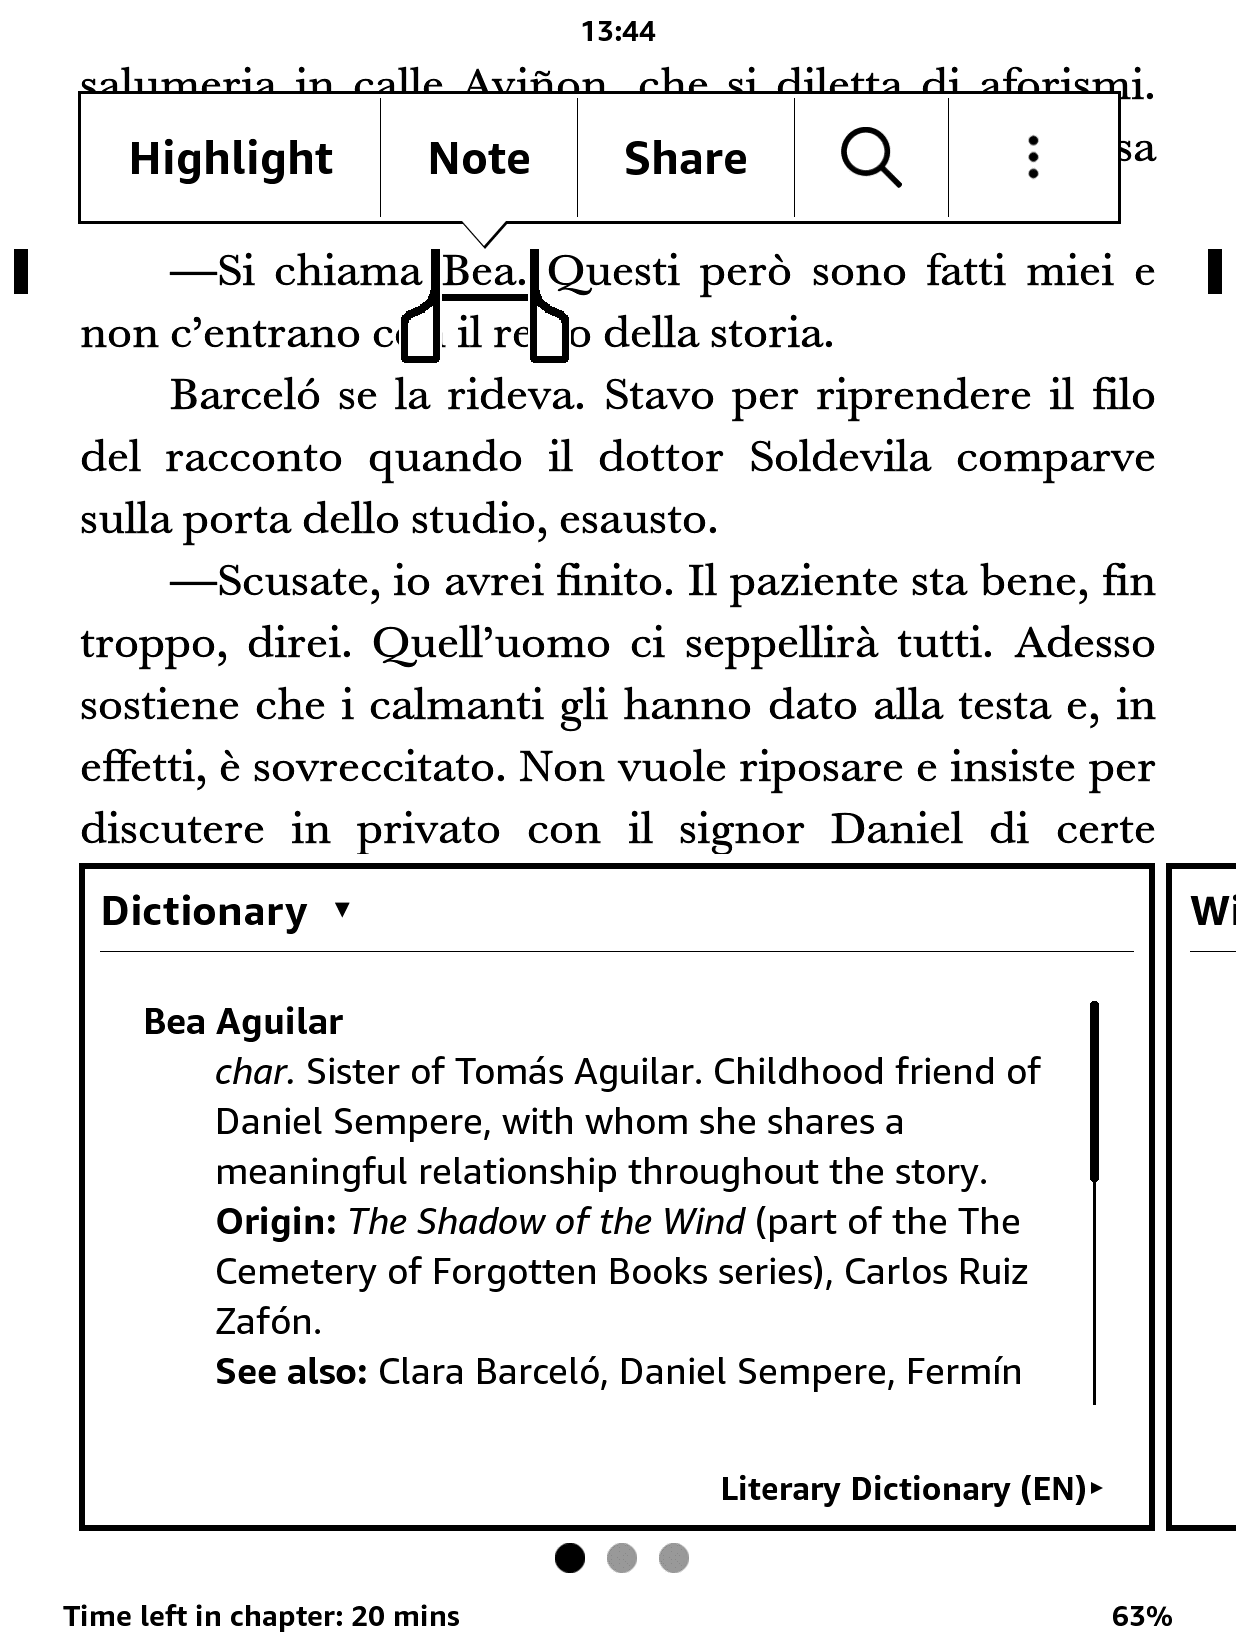 13:44
salumeria in calle Aviñon, che si diletta di aforismi.
Highlight Note Share
sa
—Si chiama Bea. Questi però sono fatti miei e
non c’entrano il della storia.
Barceló se la rideva. Stavo per riprendere il filo
del racconto quando il dottor Soldevila comparve
sulla porta dello studio, esausto.
—Scusate, io avrei finito. Il paziente sta bene, fin
troppo, direi. Quell’uomo ci seppellirà tutti. Adesso
sostiene che i calmanti gli hanno dato alla testa e, in
effetti, è sovreccitato. Non vuole riposare e insiste per
discutere in privato con il signor Daniel di certe
Dictionary ▼
Wi
Bea Aguilar
char. Sister of Tomás Aguilar. Childhood friend of
Daniel Sempere, with whom she shares a
meaningful relationship throughout the story.
Origin: The Shadow of the Wind (part of the The
Cemetery of Forgotten Books series), Carlos Ruiz
Zafón.
See also: Clara Barceló, Daniel Sempere, Fermín
Literary Dictionary (EN)▸
Time left in chapter: 20 mins
63%